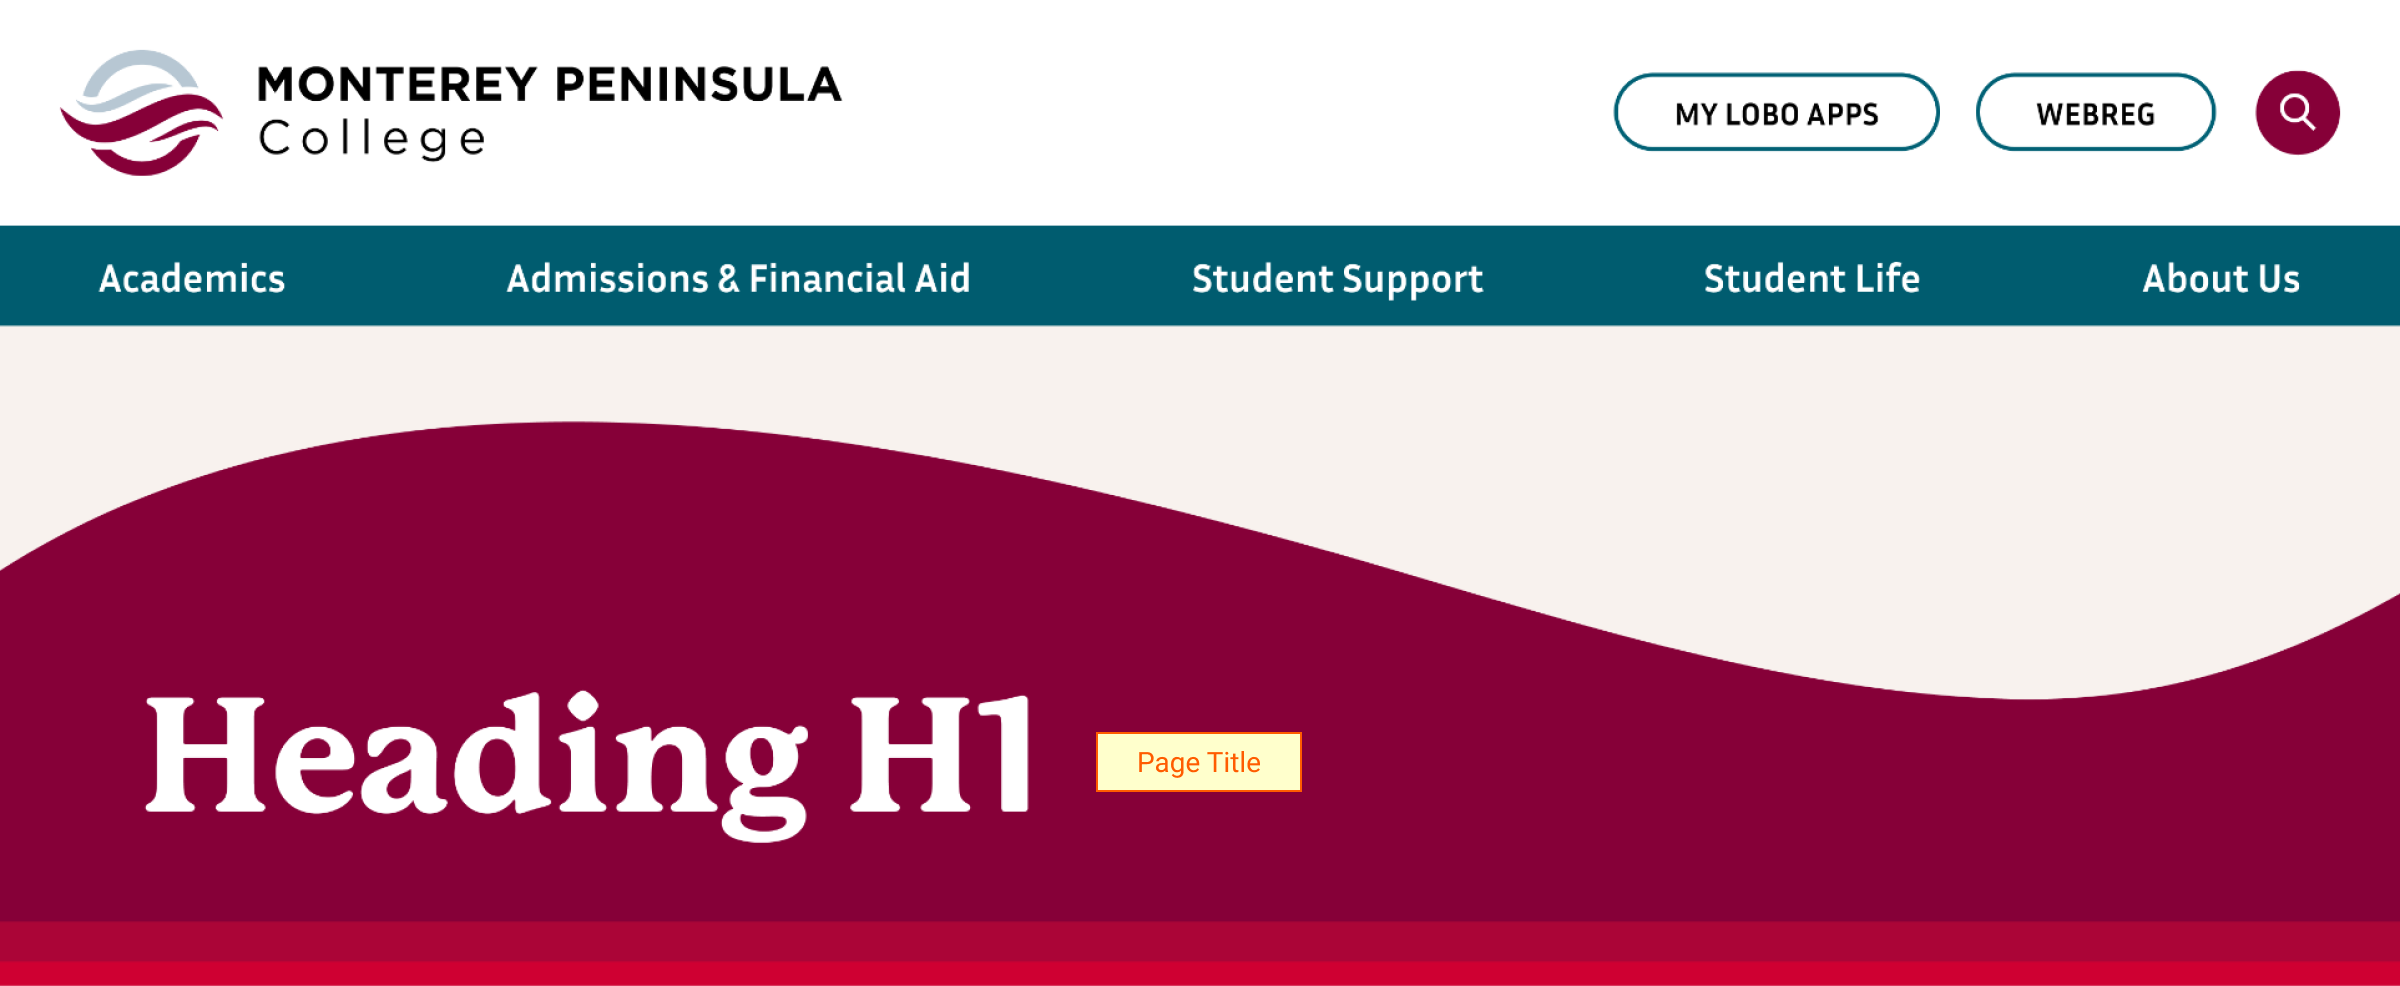 MONTEREY PENINSULA
College
MY LOBO APPS
WEBREG
Academics
Admissions & Financial Aid
Student Support
Student Life
About Us
Heading H1
Page Title